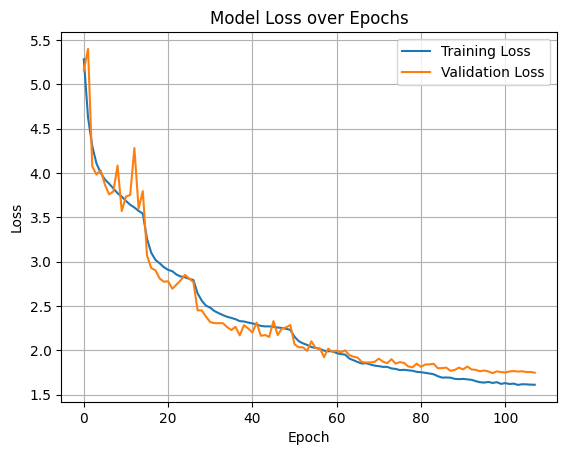 Model Loss over Epochs
5.5
5.0
4.5
4.0
3.5
3.0
2.5
2.0
1.5
Loss
Training Loss
Validation Loss
0 20 40 60 80 100
Epoch